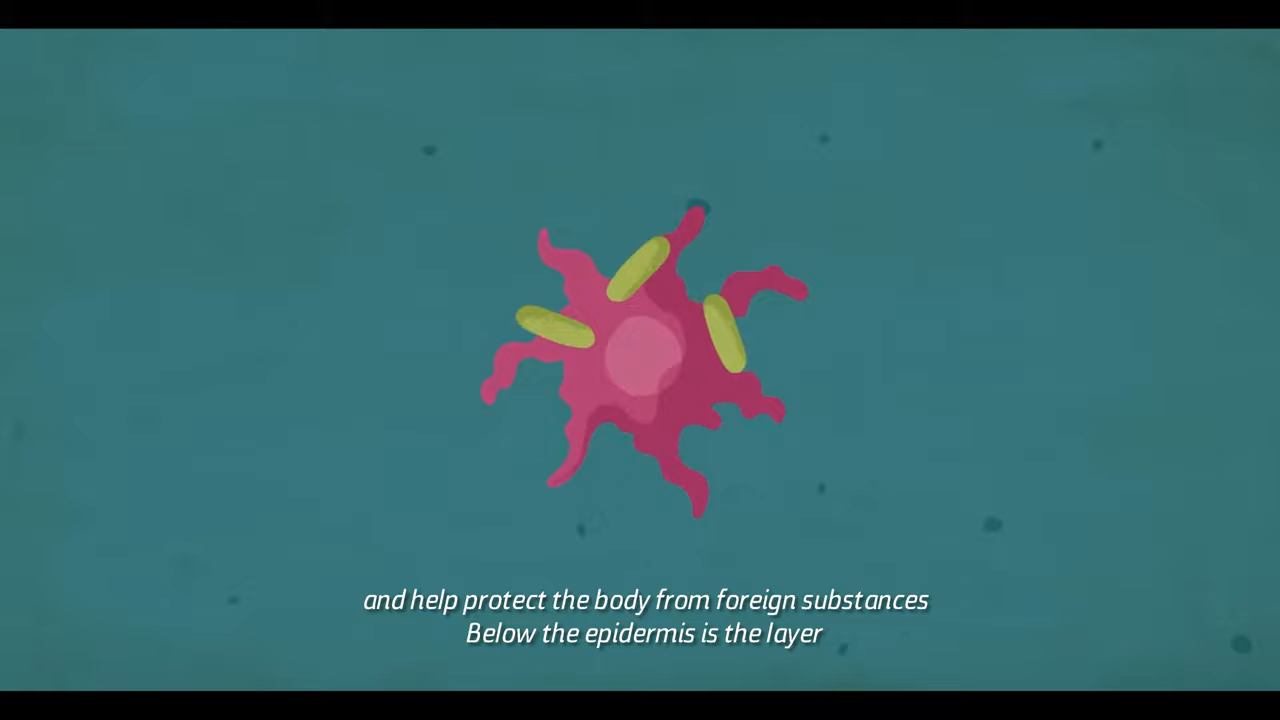 and help protect the body from foreign substances
Below the epidermis is the layer